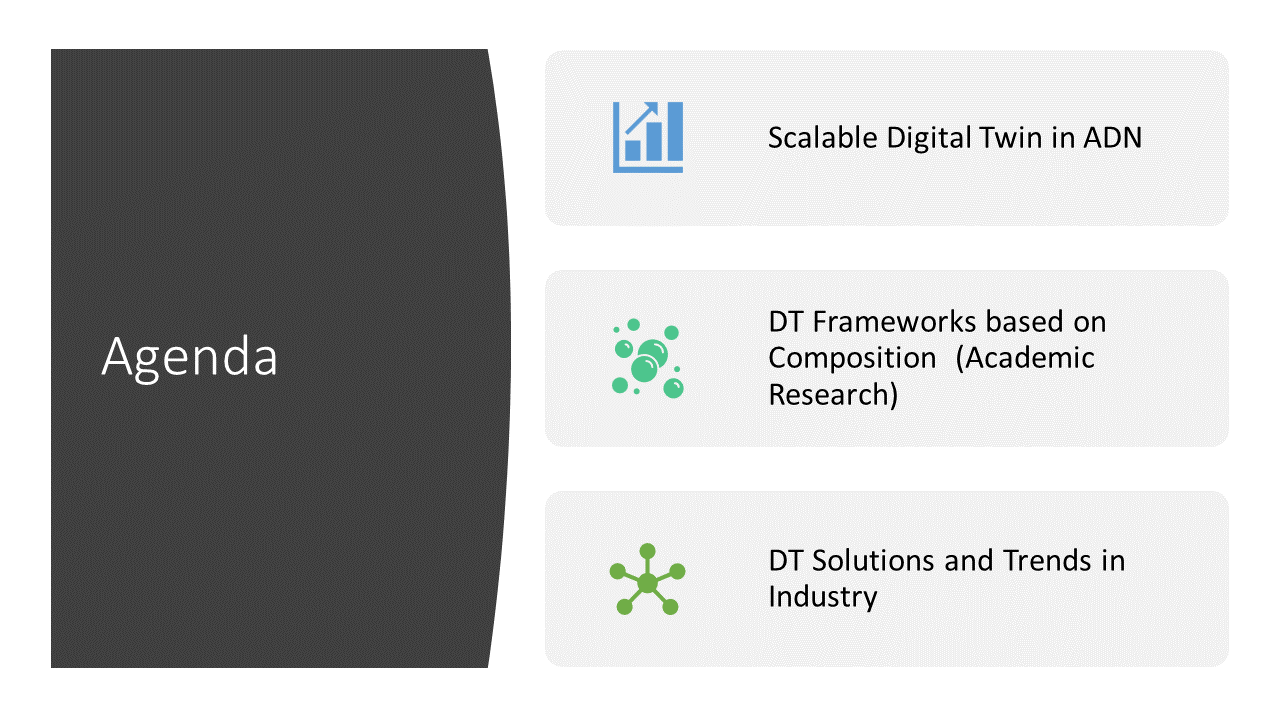 Agenda
Scalable Digital Twin in ADN
DT Frameworks based on
Composition  (Academic
Research)
DT Solutions and Trends in
Industry